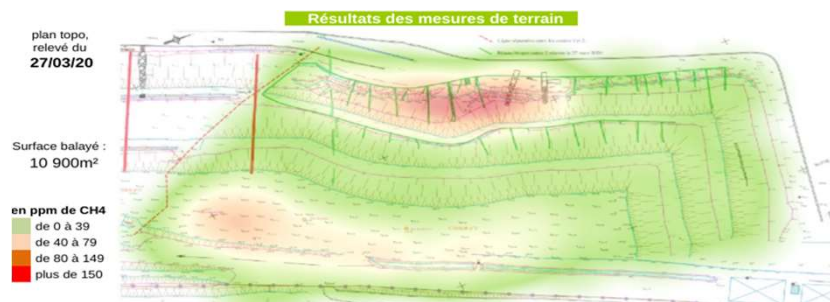 Résultats des mesures de terrain
plan topo,
relevé du
27/03/20
Surface balayé :
10 900m²
en ppm de CH4
de 0 à 39
de 40 à 79
de 80 à 149
plus de 150